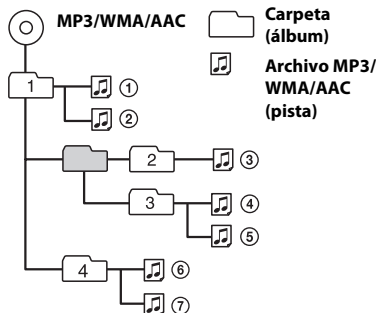 MP3/WMA/AAC
Carpeta
(álbum)
Archivo MP3/
WMA/AAC
(pista)
1
①
②
2
③
3
④
⑤
4
⑥
⑦